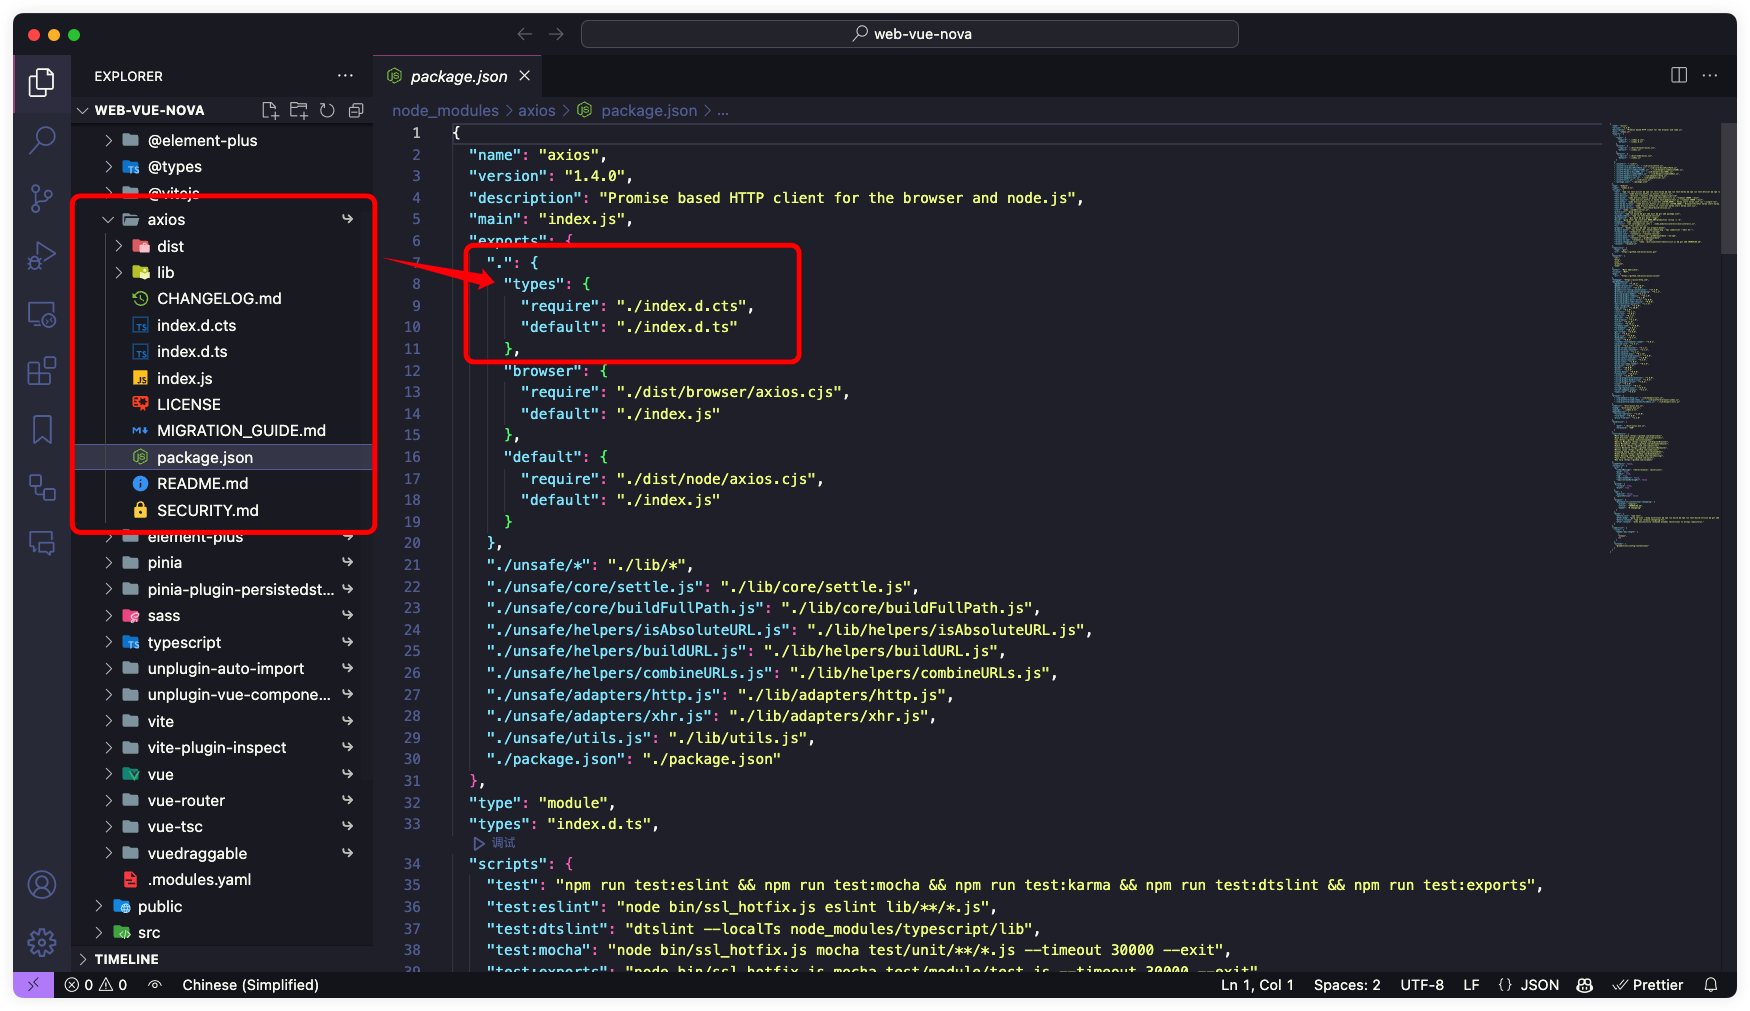 web-vue-nova
EXPLORER
WEB-VUE-NOVA
@element-plus
@types
@vitejs
axios
dist
lib
CHANGELOG.md
index.d.cts
index.d.ts
index.js
LICENSE
MIGRATION_GUIDE.md
package.json
README.md
SECURITY.md
element-plus
pinia
pinia-plugin-persistedst...
sass
typescript
unplugin-auto-import
unplugin-vue-compone...
vite
vite-plugin-inspect
vue
vue-router
vue-tsc
vuedraggable
.modules.yaml
public
src
TIMELINE
package.json
node_modules > axios > package.json > ...
1 {
2 "name": "axios",
3 "version": "1.4.0",
4 "description": "Promise based HTTP client for the browser and node.js",
5 "main": "index.js",
6 "exports": {
7 ".": {
8 "types": {
9 "require": "./index.d.cts",
10 "default": "./index.d.ts"
11 },
12 "browser": {
13 "require": "./dist/browser/axios.cjs",
14 "default": "./index.js"
15 },
16 "default": {
17 "require": "./dist/node/axios.cjs",
18 "default": "./index.js"
19 }
20 },
21 "./unsafe/*": "./lib/*",
22 "./unsafe/core/settle.js": "./lib/core/settle.js",
23 "./unsafe/core/buildFullPath.js": "./lib/core/buildFullPath.js",
24 "./unsafe/helpers/isAbsoluteURL.js": "./lib/helpers/isAbsoluteURL.js",
25 "./unsafe/helpers/buildURL.js": "./lib/helpers/buildURL.js",
26 "./unsafe/helpers/combineURLs.js": "./lib/helpers/combineURLs.js",
27 "./unsafe/adapters/http.js": "./lib/adapters/http.js",
28 "./unsafe/adapters/xhr.js": "./lib/adapters/xhr.js",
29 "./unsafe/utils.js": "./lib/utils.js",
30 "./package.json": "./package.json"
31 },
32 "type": "module",
33 "types": "index.d.ts",
调试
34 "scripts": {
35 "test": "npm run test:eslint && npm run test:mocha && npm run test:karma && npm run test:dtslint && npm run test:exports",
36 "test:eslint": "node bin/ssl_hotfix.js eslint lib/**/*.js",
37 "test:dtslint": "dtslint --localTs node_modules/typescript/lib",
38 "test:mocha": "node bin/ssl_hotfix.js mocha test/unit/**/*.js --timeout 30000 --exit",
39 "test:exports": "node bin/ssl_hotfix.js mocha test/module/test.js --timeout 30000 --exit",
0 0 Chinese (Simplified) Ln 1, Col 1 Spaces: 2 UTF-8 LF {} JSON Prettier